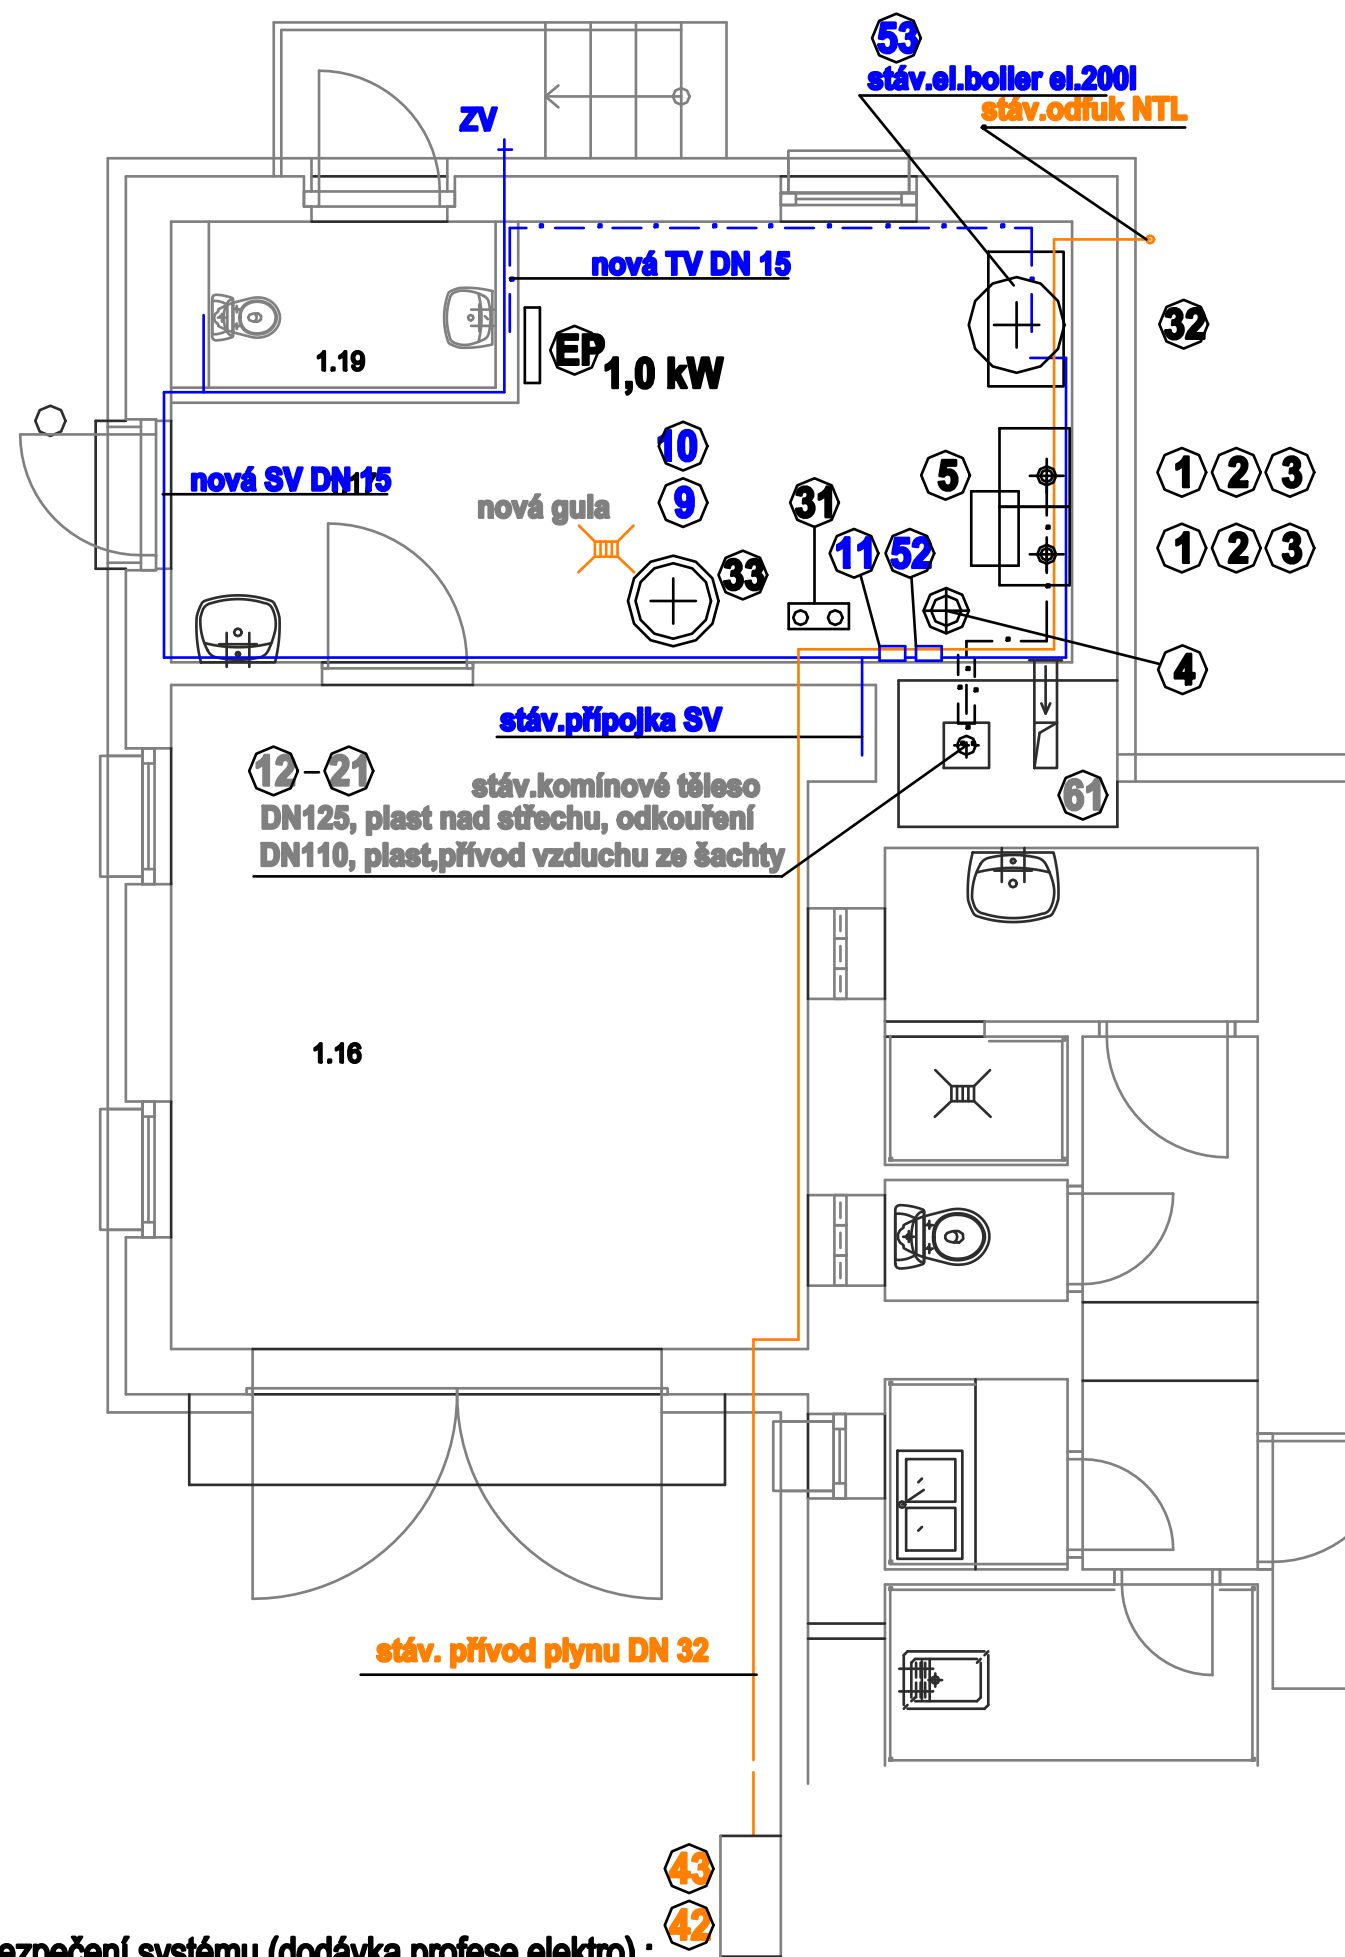 53
stáv.el.boiler el.200l
stáv.odfuk NTL
ZV
nová TV DN 15
32
1.19
EP
1,0 kW
10
nová SV DN 15
1.17
9
nová gula
31
5
1 2 3
1 2 3
11 52
33
4
stáv.přípojka SV
12 – 21
stáv.komínové těleso
61
DN125, plast nad střechu, odkouření
DN110, plast,přívod vzduchu ze šachty
1.16
stáv. přívod plynu DN 32
43
42
ezpečení systému (dodávka profese elektro) :